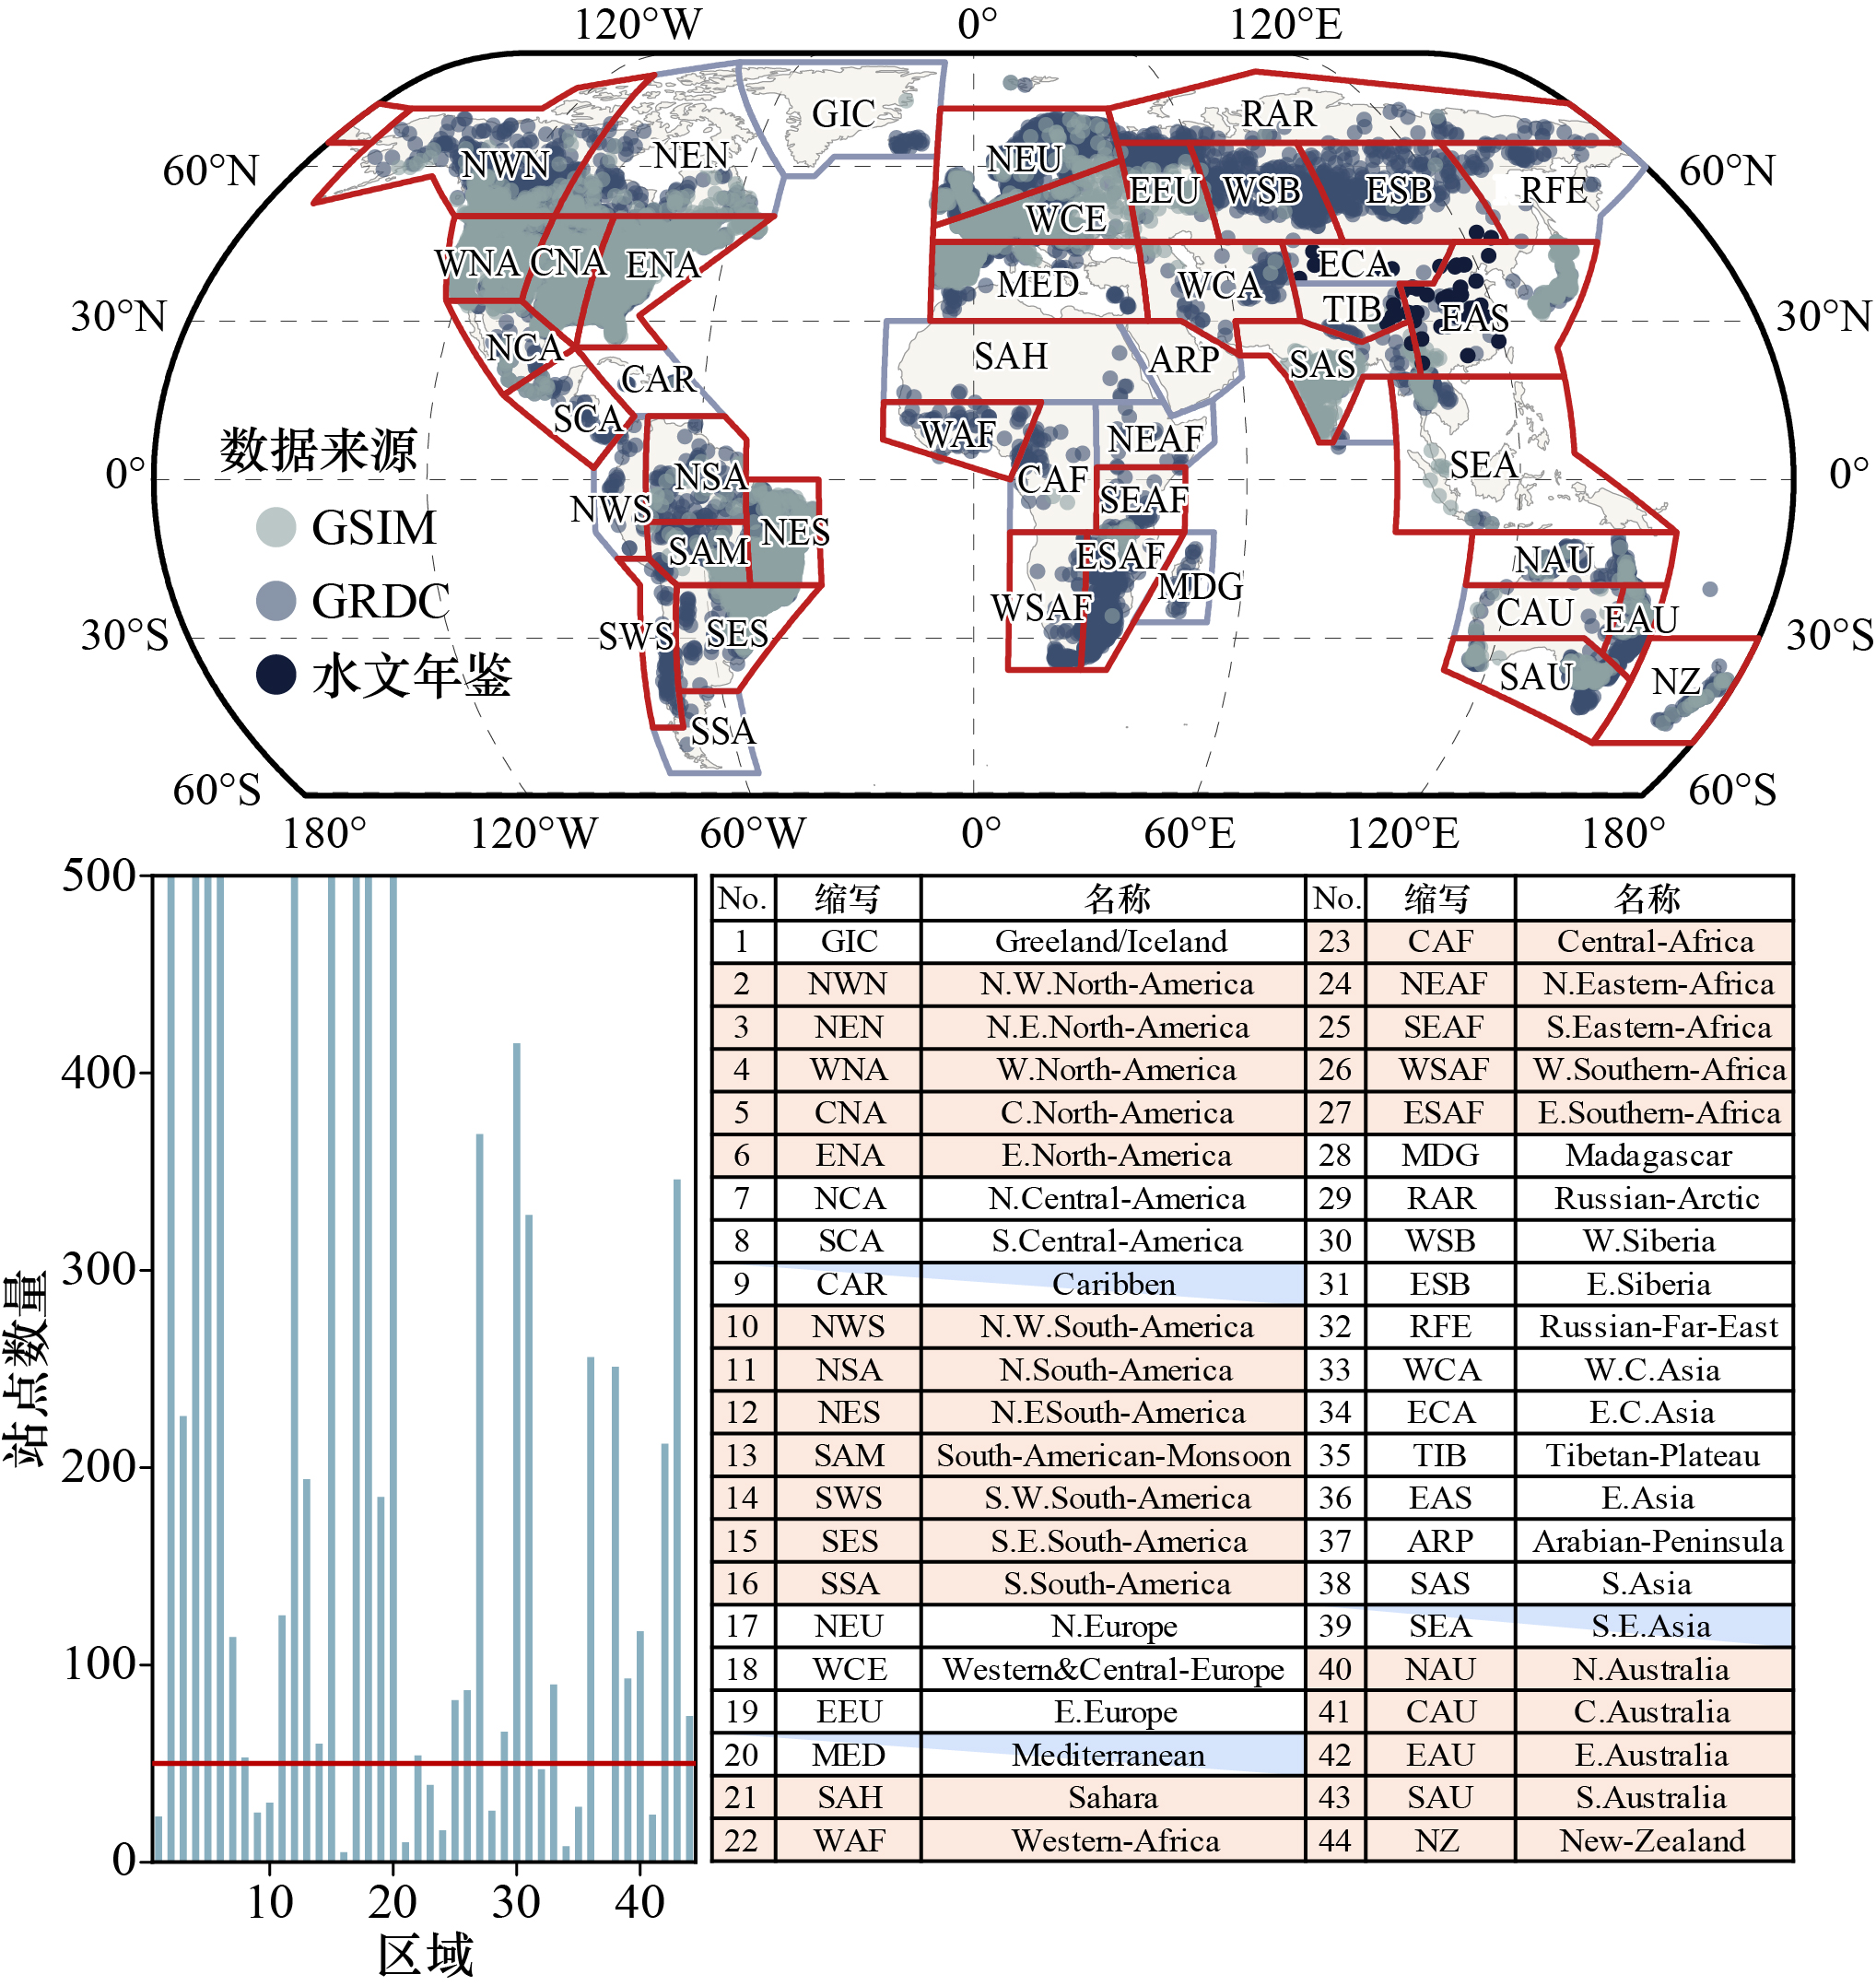 120°W 0° 120°E
60°N 60°N
30°N 30°N
0° 0°
30°S 30°S
60°S 60°S
180° 120°W 60°W 0° 60°E 120°E 180°
GIC RAR
NWN NEN NEU EEU WSB ESB RFE
WCE
WNA CNA ENA MED WCA ECA
TIB EAS
NCA CAR SAH ARP SAS
SCA WAF NEAF
NSA CAF SEA
NWS SEAF
NES
SAM ESAF NAU
MDG
WSAF CAU EAU
SWS SES
SAU NZ
SSA
数据来源
GSIM
GRDC
水文年鉴
500
400
300
200
100
0
10 20 30 40
站点数量
区域
No. 缩写 名称 No. 缩写 名称
1 GIC Greeland/Iceland 23 CAF Central-Africa
2 NWN N.W.North-America 24 NEAF N.Eastern-Africa
3 NEN N.E.North-America 25 SEAF S.Eastern-Africa
4 WNA W.North-America 26 WSAF W.Southern-Africa
5 CNA C.North-America 27 ESAF E.Southern-Africa
6 ENA E.North-America 28 MDG Madagascar
7 NCA N.Central-America 29 RAR Russian-Arctic
8 SCA S.Central-America 30 WSB W.Siberia
9 CAR Caribben 31 ESB E.Siberia
10 NWS N.W.South-America 32 RFE Russian-Far-East
11 NSA N.South-America 33 WCA W.C.Asia
12 NES N.ESouth-America 34 ECA E.C.Asia
13 SAM South-American-Monsoon 35 TIB Tibetan-Plateau
14 SWS S.W.South-America 36 EAS E.Asia
15 SES S.E.South-America 37 ARP Arabian-Peninsula
16 SSA S.South-America 38 SAS S.Asia
17 NEU N.Europe 39 SEA S.E.Asia
18 WCE Western&Central-Europe 40 NAU N.Australia
19 EEU E.Europe 41 CAU C.Australia
20 MED Mediterranean 42 EAU E.Australia
21 SAH Sahara 43 SAU S.Australia
22 WAF Western-Africa 44 NZ New-Zealand